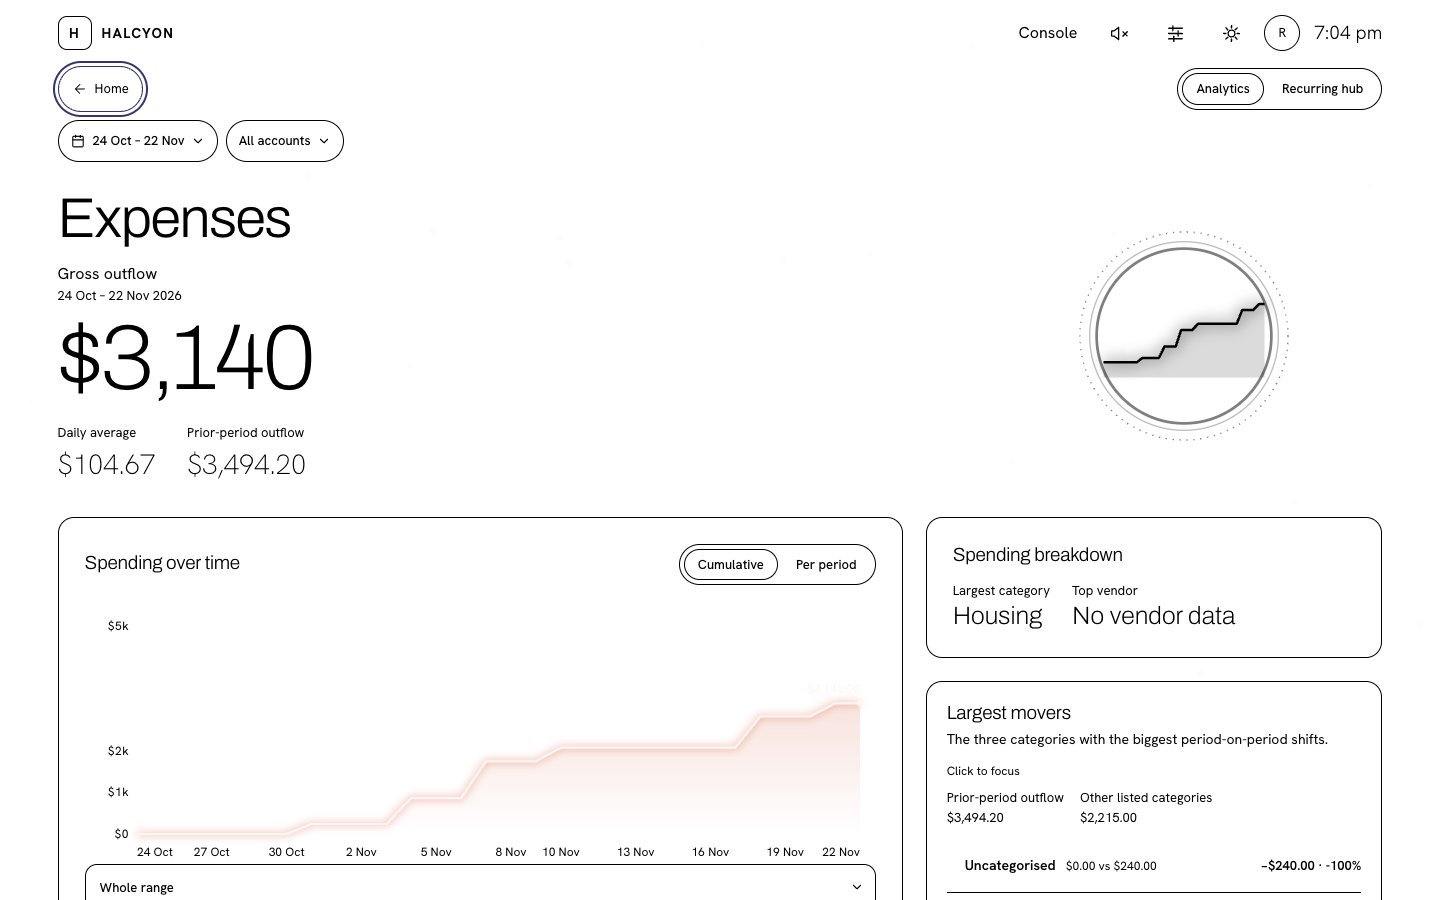 H HALCYON
Console
R 7:04 pm
Home
Analytics Recurring hub
24 Oct – 22 Nov All accounts
Expenses
Gross outflow
24 Oct – 22 Nov 2026
$3,140
Daily average Prior-period outflow
$104.67 $3,494.20
Spending over time
Cumulative Per period
$5k
$2k
$1k
$0
24 Oct 27 Oct 30 Oct 2 Nov 5 Nov 8 Nov 10 Nov 13 Nov 16 Nov 19 Nov 22 Nov
Whole range
Spending breakdown
Largest category Top vendor
Housing No vendor data
Largest movers
The three categories with the biggest period-on-period shifts.
Click to focus
Prior-period outflow Other listed categories
$3,494.20 $2,215.00
Uncategorised $0.00 vs $240.00 −$240.00 · -100%